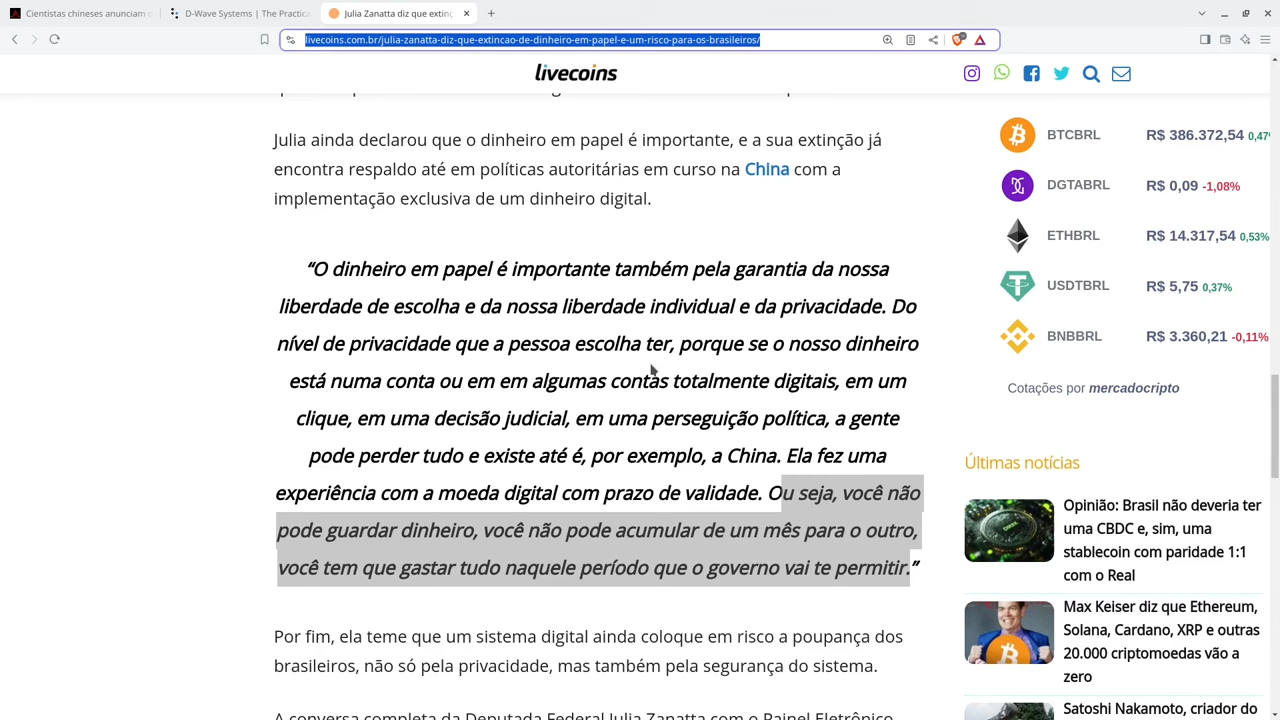 Cientistas chineses anunciam d
D-Wave Systems | The Practica
Julia Zanatta diz que extinç
livecoins.com.br/julia-zanatta-diz-que-extincao-de-dinheiro-em-papel-e-um-risco-para-os-brasileiros/
livecoins
Julia ainda declarou que o dinheiro em papel é importante, e a sua extinção já
encontra respaldo até em políticas autoritárias em curso na China com a
implementação exclusiva de um dinheiro digital.
“O dinheiro em papel é importante também pela garantia da nossa
liberdade de escolha e da nossa liberdade individual e da privacidade. Do
nível de privacidade que a pessoa escolha ter, porque se o nosso dinheiro
está numa conta ou em em algumas contas totalmente digitais, em um
clique, em uma decisão judicial, em uma perseguição política, a gente
pode perder tudo e existe até é, por exemplo, a China. Ela fez uma
experiência com a moeda digital com prazo de validade. Ou seja, você não
pode guardar dinheiro, você não pode acumular de um mês para o outro,
você tem que gastar tudo naquele período que o governo vai te permitir.”
Por fim, ela teme que um sistema digital ainda coloque em risco a poupança dos
brasileiros, não só pela privacidade, mas também pela segurança do sistema.
A conversa completa da Deputada Federal Julia Zanatta com o Painel Eletrônico
BTCBRL R$ 386.372,54 0,47%
DGTABRL R$ 0,09 -1,08%
ETHBRL R$ 14.317,54 0,53%
USDTBRL R$ 5,75 0,37%
BNBBRL R$ 3.360,21 -0,11%
Cotações por mercadocripto
Últimas notícias
Opinião: Brasil não deveria ter
uma CBDC e, sim, uma
stablecoin com paridade 1:1
com o Real
Max Keiser diz que Ethereum,
Solana, Cardano, XRP e outras
20.000 criptomoedas vão a
zero
Satoshi Nakamoto, criador do